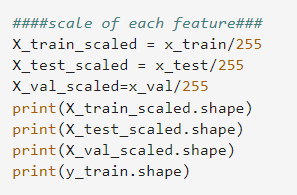 ####scale of each feature###
X_train_scaled = x_train/255
X_test_scaled = x_test/255
X_val_scaled=x_val/255
print(X_train_scaled.shape)
print(X_test_scaled.shape)
print(X_val_scaled.shape)
print(y_train.shape)